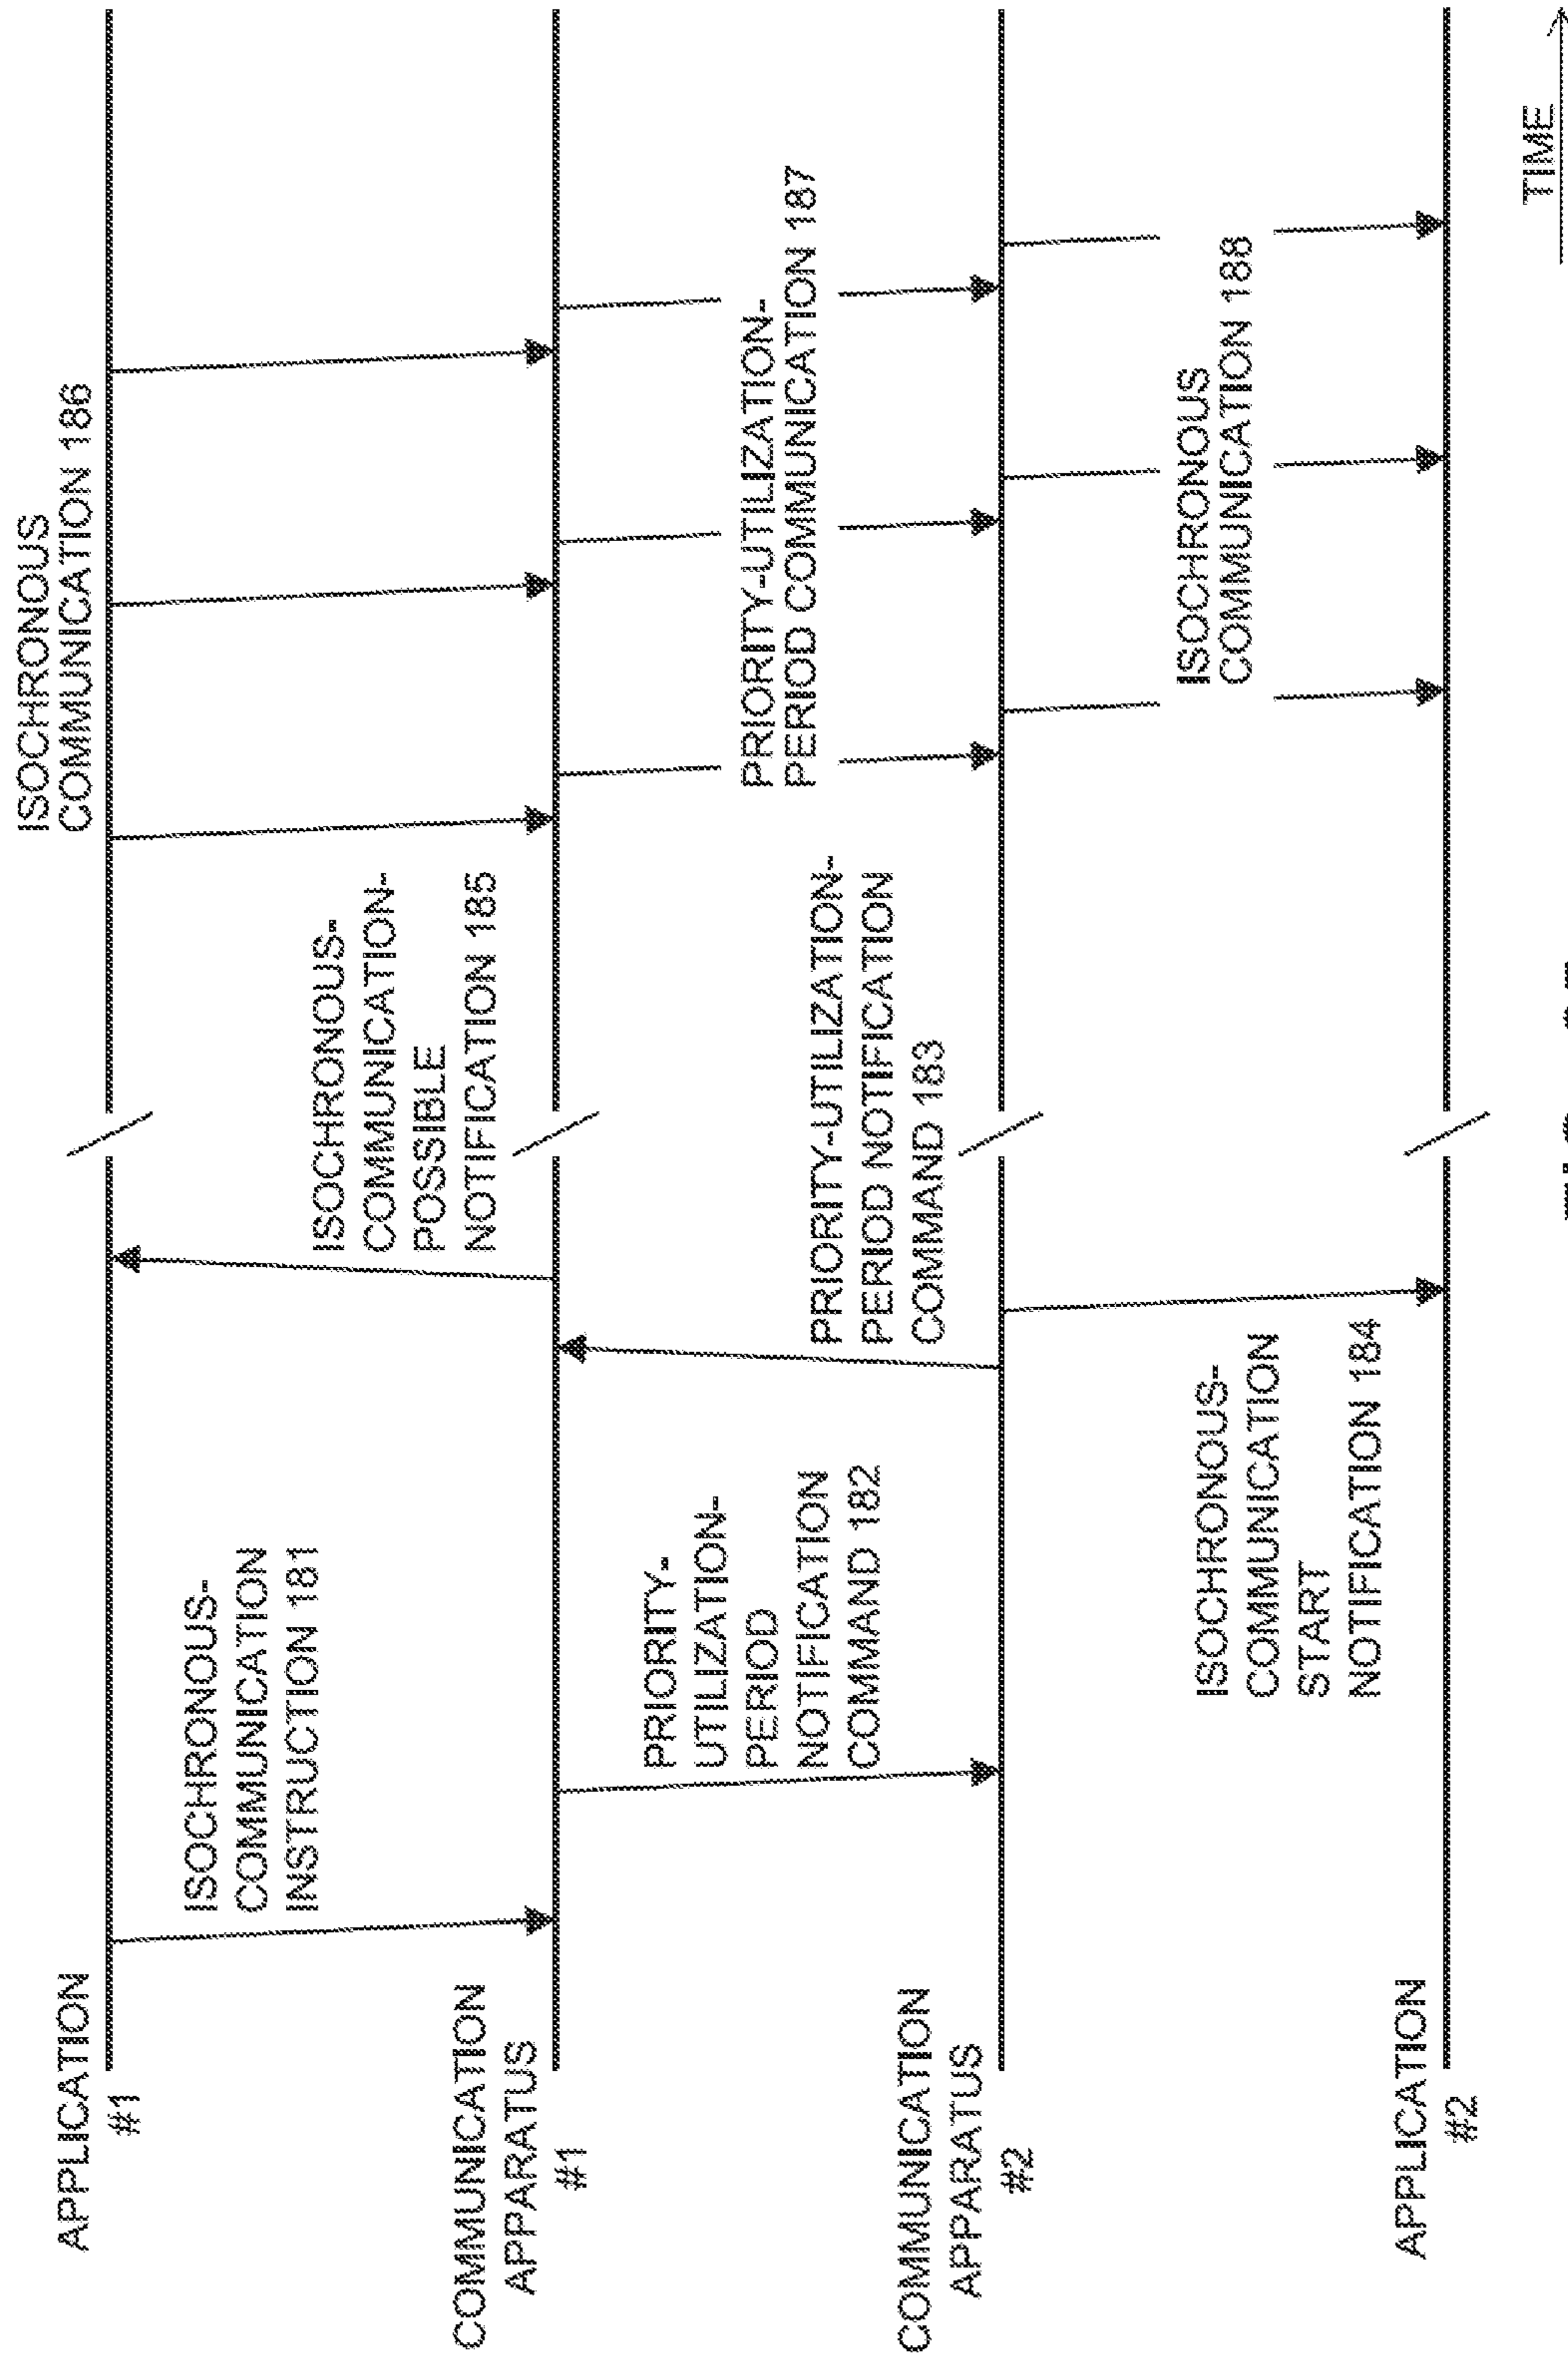 APPLICATION
#1
COMMUNICATION
APPARATUS
#1
COMMUNICATION
APPARATUS
#2
APPLICATION
#2
ISOCHRONOUS-
COMMUNICATION
INSTRUCTION 181
PRIORITY-
UTILIZATION-
PERIOD
NOTIFICATION
COMMAND 182
PRIORITY-UTILIZATION-
PERIOD NOTIFICATION
COMMAND 183
ISOCHRONOUS-
COMMUNICATION
START
NOTIFICATION 184
ISOCHRONOUS-
COMMUNICATION-
POSSIBLE
NOTIFICATION 185
ISOCHRONOUS
COMMUNICATION 186
PRIORITY-UTILIZATION-
PERIOD COMMUNICATION 187
ISOCHRONOUS
COMMUNICATION 188
TIME